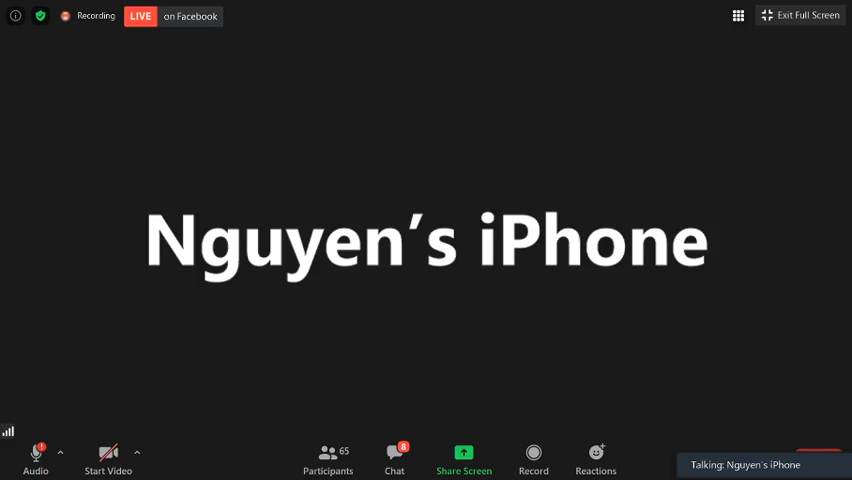 Recording LIVE on Facebook Exit Full Screen
Nguyen’s iPhone
65 8
Audio Start Video Participants Chat Share Screen Record Reactions Talking: Nguyen's iPhone